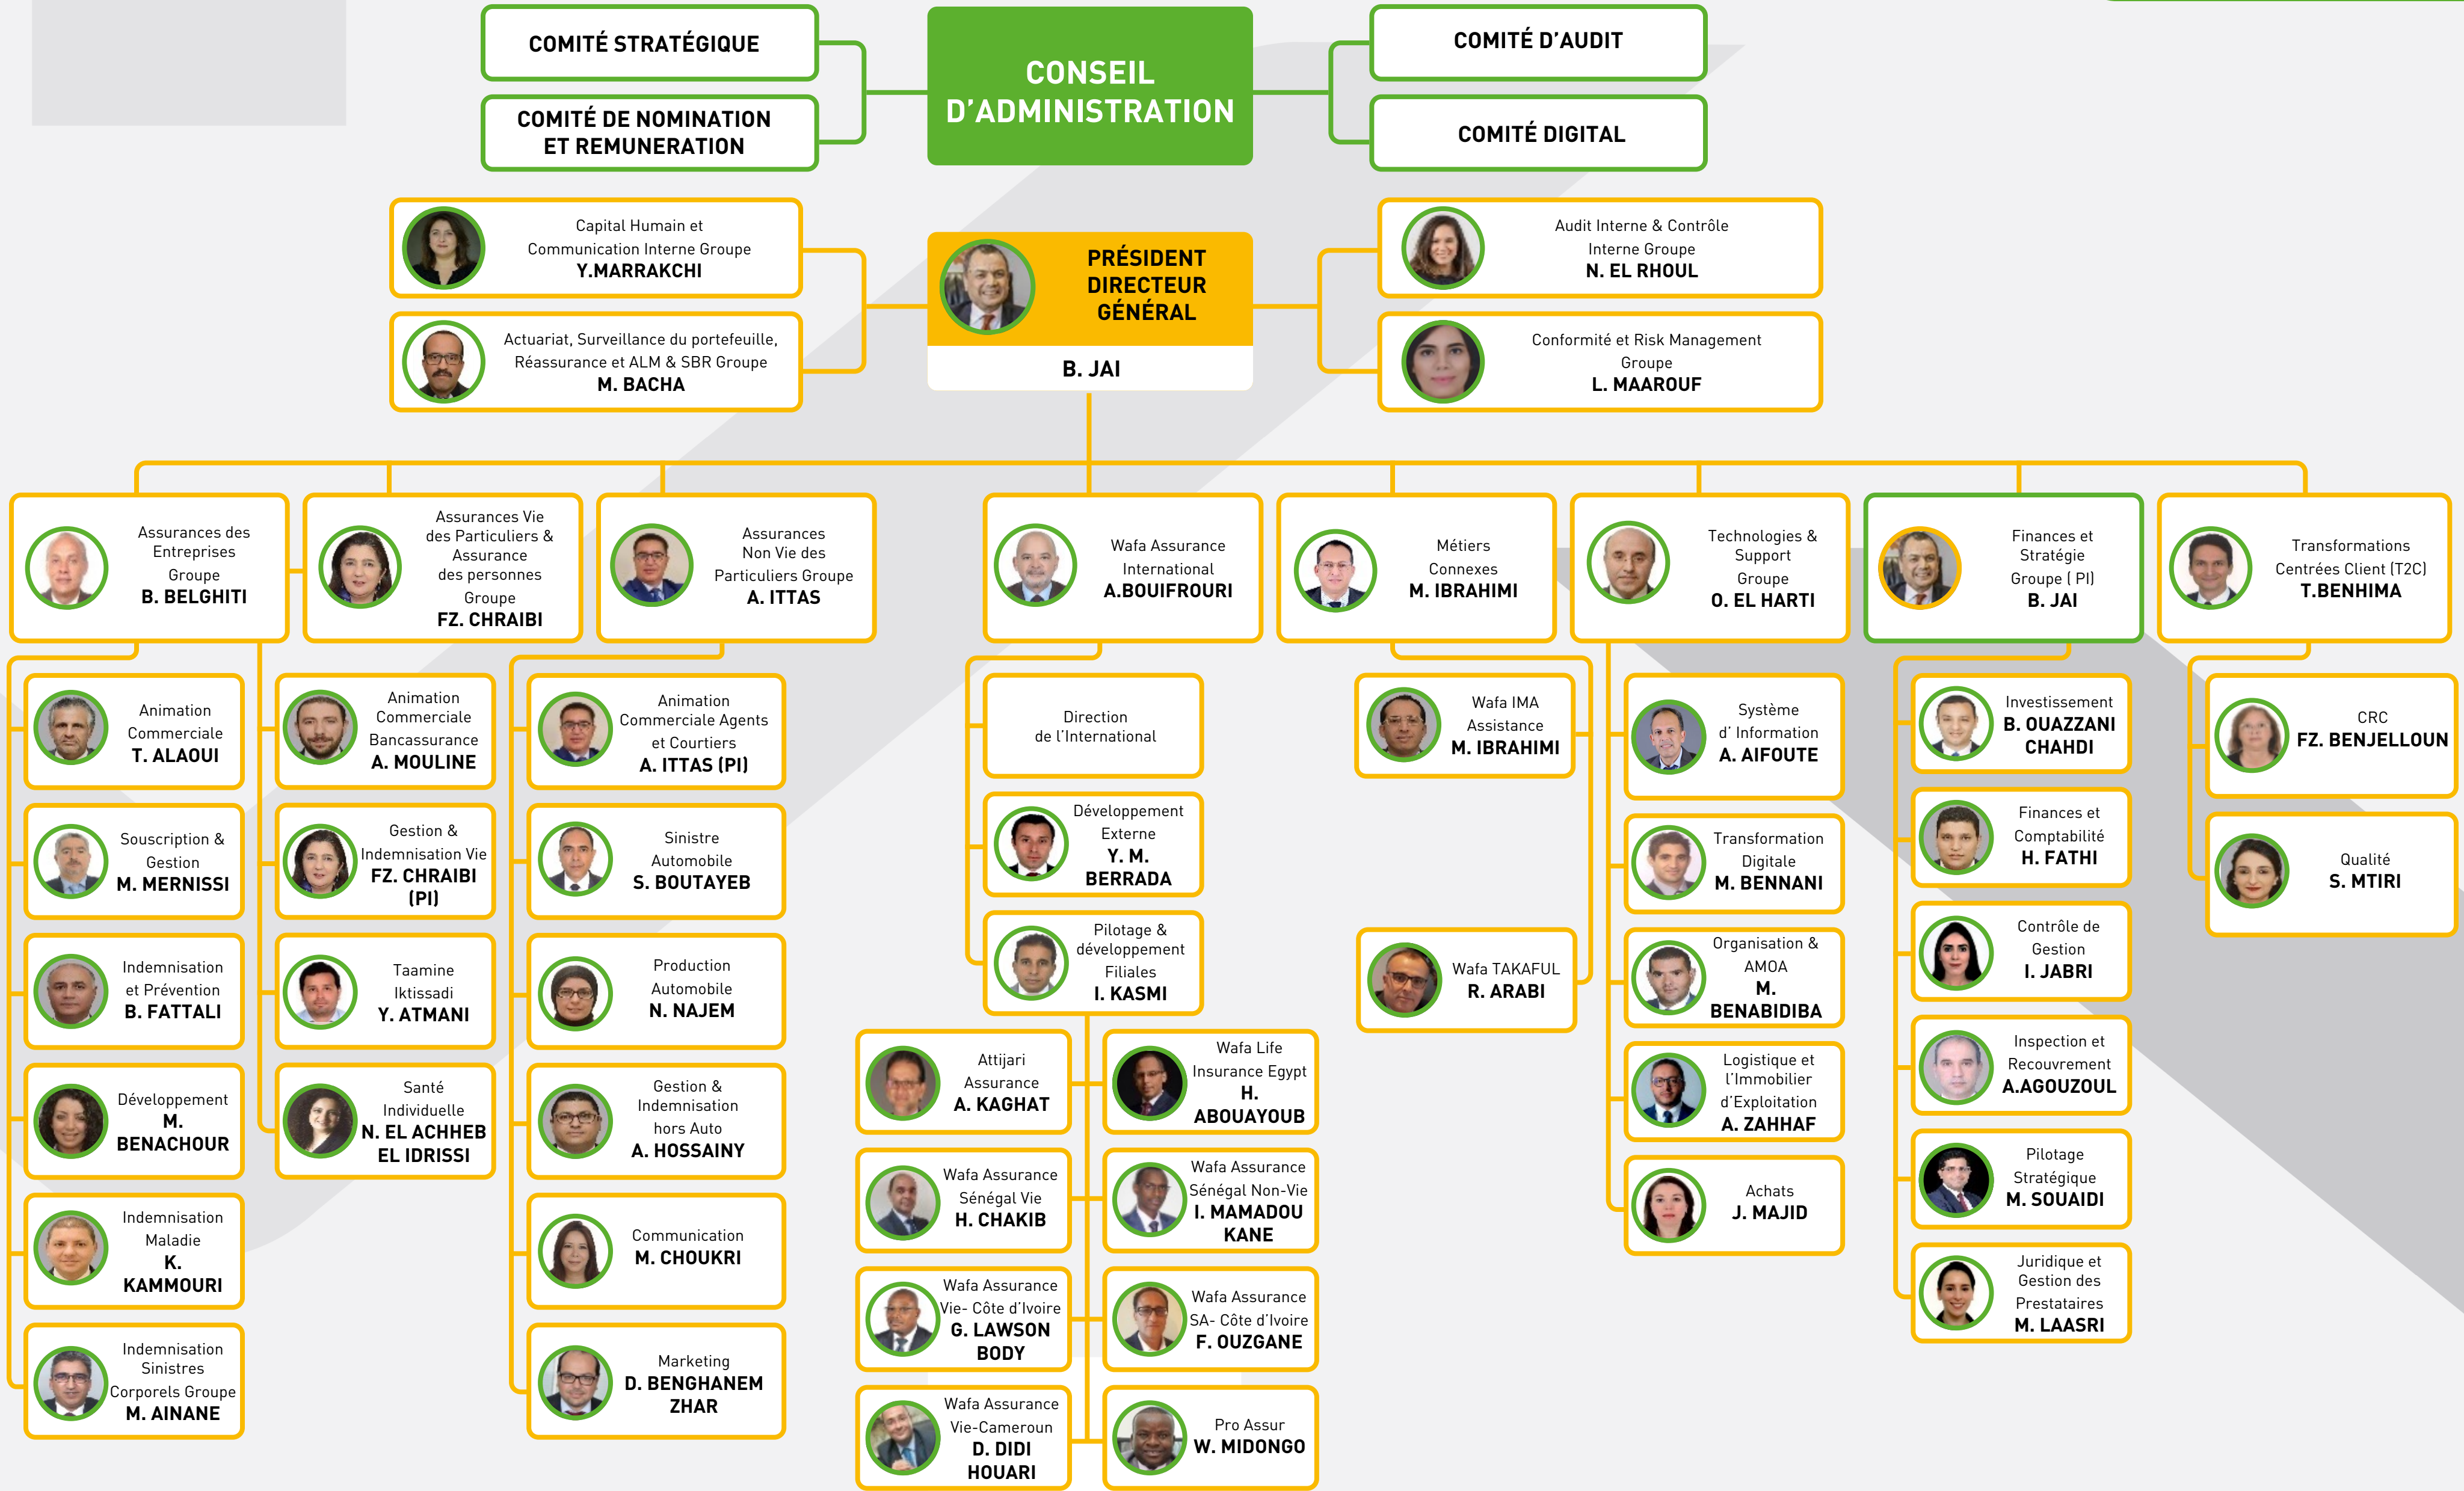 COMITÉ STRATÉGIQUE
COMITÉ DE NOMINATION
ET REMUNERATION
CONSEIL
D'ADMINISTRATION
COMITÉ D'AUDIT
COMITÉ DIGITAL
Capital Humain et
Communication Interne Groupe
Y.MARRAKCHI
Actuariat, Surveillance du portefeuille,
Réassurance et ALM & SBR Groupe
M. BACHA
PRÉSIDENT
DIRECTEUR
GÉNÉRAL
B. JAI
Audit Interne & Contrôle
Interne Groupe
N. EL RHOUL
Conformité et Risk Management
Groupe
L. MAAROUF
Assurances des
Entreprises
Groupe
B. BELGHITI
Assurances Vie
des Particuliers &
Assurance
des personnes
Groupe
FZ. CHRAIBI
Assurances
Non Vie des
Particuliers Groupe
A. ITTAS
Wafa Assurance
International
A.BOUIFROURI
Métiers
Connexes
M. IBRAHIMI
Technologies &
Support
Groupe
O. EL HARTI
Finances et
Stratégie
Groupe ( PI)
B. JAI
Transformations
Centrées Client (T2C)
T.BENHIMA
Animation
Commerciale
T. ALAOUI
Souscription &
Gestion
M. MERNISSI
Indemnisation
et Prévention
B. FATTALI
Développement
M.
BENACHOUR
Indemnisation
Maladie
K.
KAMMOURI
Indemnisation
Sinistres
Corporels Groupe
M. AINANE
Animation
Commerciale
Bancassurance
A. MOULINE
Gestion &
Indemnisation Vie
FZ. CHRAIBI
(PI)
Taamine
Iktissadi
Y. ATMANI
Santé
Individuelle
N. EL ACHHEB
EL IDRISSI
Animation
Commerciale Agents
et Courtiers
A. ITTAS (PI)
Sinistre
Automobile
S. BOUTAYEB
Production
Automobile
N. NAJEM
Gestion &
Indemnisation
hors Auto
A. HOSSAINY
Communication
M. CHOUKRI
Marketing
D. BENGHANEM
ZHAR
Direction
de l'International
Développement
Externe
Y. M.
BERRADA
Pilotage &
développement
Filiales
I. KASMI
Attijari
Assurance
A. KAGHAT
Wafa Life
Insurance Egypt
H.
ABOUAYOUB
Wafa Assurance
Sénégal Vie
H. CHAKIB
Wafa Assurance
Sénégal Non-Vie
I. MAMADOU
KANE
Wafa Assurance
Vie- Côte d'Ivoire
G. LAWSON
BODY
Wafa Assurance
SA- Côte d'Ivoire
F. OUZGANE
Wafa Assurance
Vie-Cameroun
D. DIDI
HOUARI
Pro Assur
W. MIDONGO
Wafa IMA
Assistance
M. IBRAHIMI
Wafa TAKAFUL
R. ARABI
Système
d' Information
A. AIFOUTE
Transformation
Digitale
M. BENNANI
Organisation &
AMOA
M.
BENABIDIBA
Logistique et
l'Immobilier
d'Exploitation
A. ZAHHAF
Achats
J. MAJID
Investissement
B. OUAZZANI
CHAHDI
Finances et
Comptabilité
H. FATHI
Contrôle de
Gestion
I. JABRI
Inspection et
Recouvrement
A.AGOUZOUL
Pilotage
Stratégique
M. SOUAIDI
Juridique et
Gestion des
Prestataires
M. LAASRI
CRC
FZ. BENJELLOUN
Qualité
S. MTIRI